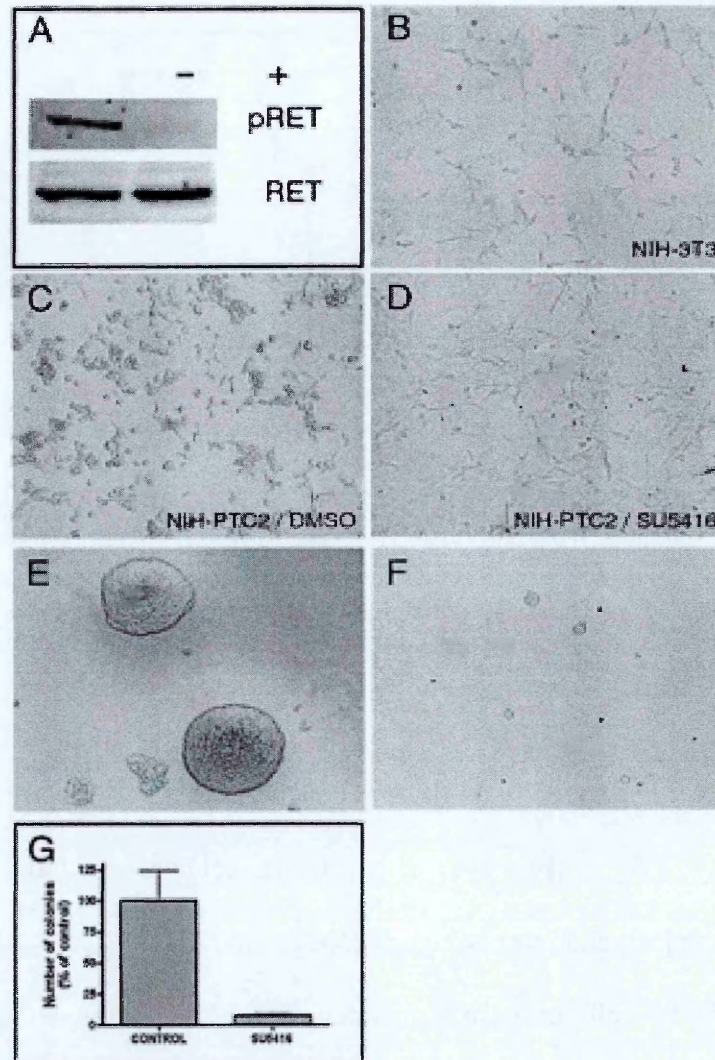 A
- +
pRET
RET
B
NIH-3T3
C
NIH-PTC2 / DMSO
D
NIH-PTC2 / SU5416
E
F
G
Number of colonies
(% of control)
125
100
75
50
25
0
CONTROL
SU5416